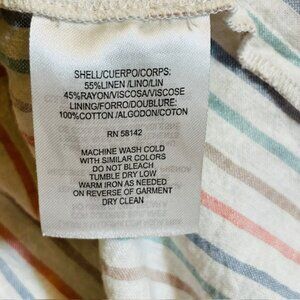 SHELL/CUERPO/CORPS:
55%LINEN/LINO/LIN
45%RAYON/VISCOSA/VISCOSE
LINING/FORRO/DOUBLURE:
100%COTTON/ALGODON/COTON
RN 58142
MACHINE WASH COLD
WITH SIMILAR COLORS
DO NOT BLEACH
TUMBLE DRY LOW
WARM IRON AS NEEDED
ON REVERSE OF GARMENT
DRY CLEAN